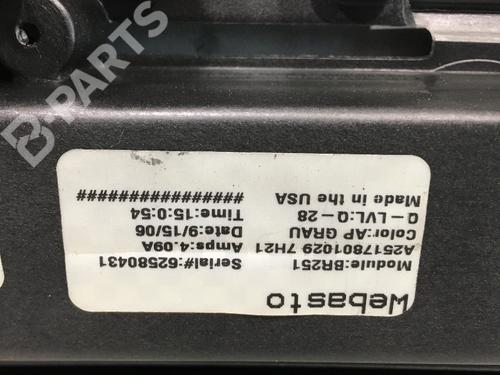 Webasto
Module:BR251
A2517801029 7H21
Color:AP GRAU
Q-LVL:Q-28
Made in the USA
Serial#:62580431
Amps:4.09A
Date:9/15/06
Time:15:0:54
##################
B-PARTS